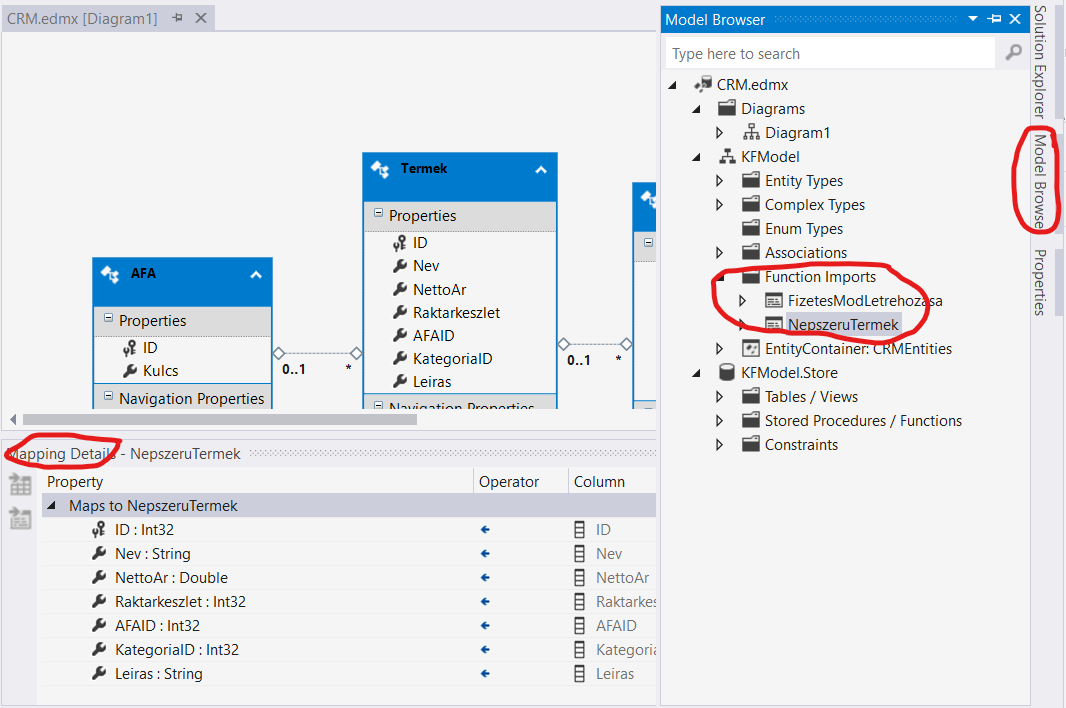 CRM.edmx [Diagram1]
AFA
Properties
ID
Kulcs
Navigation Properties
0..1
*
Termek
Properties
ID
Nev
NettoAr
Raktarkeszlet
AFAID
KategoriaID
Leiras
Navigation Properties
0..1
*
Mapping Details - NepszeruTermek
Property Operator Column
Maps to NepszeruTermek
ID : Int32 ID
Nev : String Nev
NettoAr : Double NettoAr
Raktarkeszlet : Int32 Raktarkes
AFAID : Int32 AFAID
KategoriaID : Int32 Kategoria
Leiras : String Leiras
Model Browser
Type here to search
CRM.edmx
Diagrams
Diagram1
KFModel
Entity Types
Complex Types
Enum Types
Associations
Function Imports
FizetesModLetrehozasa
NepszeruTermek
EntityContainer: CRMEntities
KFModel.Store
Tables / Views
Stored Procedures / Functions
Constraints
Solution Explorer
Model Browse
Properties